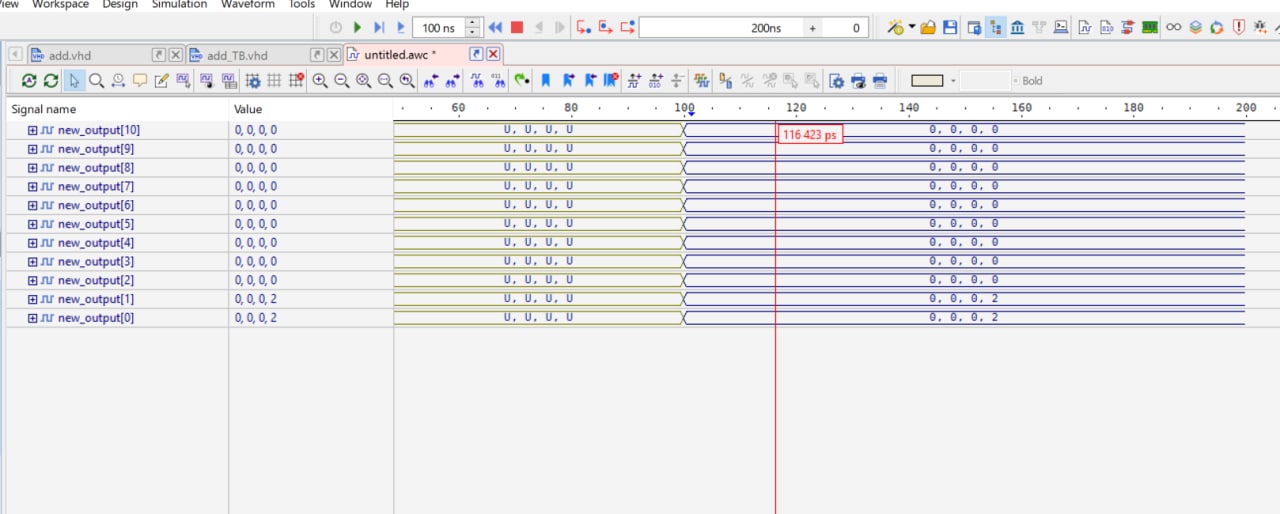 View Workspace Design Simulation Waveform Tools Window Help
100 ns 200ns + 0
add.vhd add_TB.vhd untitled.awc *
Bold
Signal name Value 60 80 100 120 140 160 180 200
new_output[10] 0, 0, 0, 0 U, U, U, U 116 423 ps 0, 0, 0, 0
new_output[9] 0, 0, 0, 0 U, U, U, U 0, 0, 0, 0
new_output[8] 0, 0, 0, 0 U, U, U, U 0, 0, 0, 0
new_output[7] 0, 0, 0, 0 U, U, U, U 0, 0, 0, 0
new_output[6] 0, 0, 0, 0 U, U, U, U 0, 0, 0, 0
new_output[5] 0, 0, 0, 0 U, U, U, U 0, 0, 0, 0
new_output[4] 0, 0, 0, 0 U, U, U, U 0, 0, 0, 0
new_output[3] 0, 0, 0, 0 U, U, U, U 0, 0, 0, 0
new_output[2] 0, 0, 0, 0 U, U, U, U 0, 0, 0, 0
new_output[1] 0, 0, 0, 2 U, U, U, U 0, 0, 0, 2
new_output[0] 0, 0, 0, 2 U, U, U, U 0, 0, 0, 2